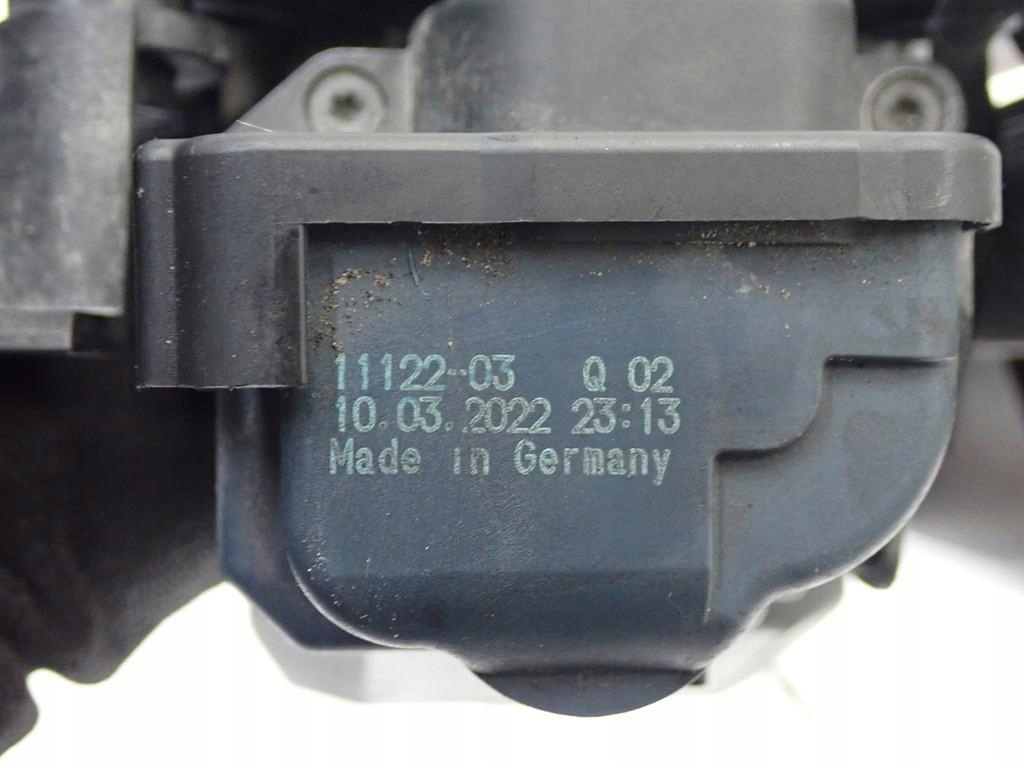 11122-03 Q 02
10.03.2022 23:13
Made in Germany